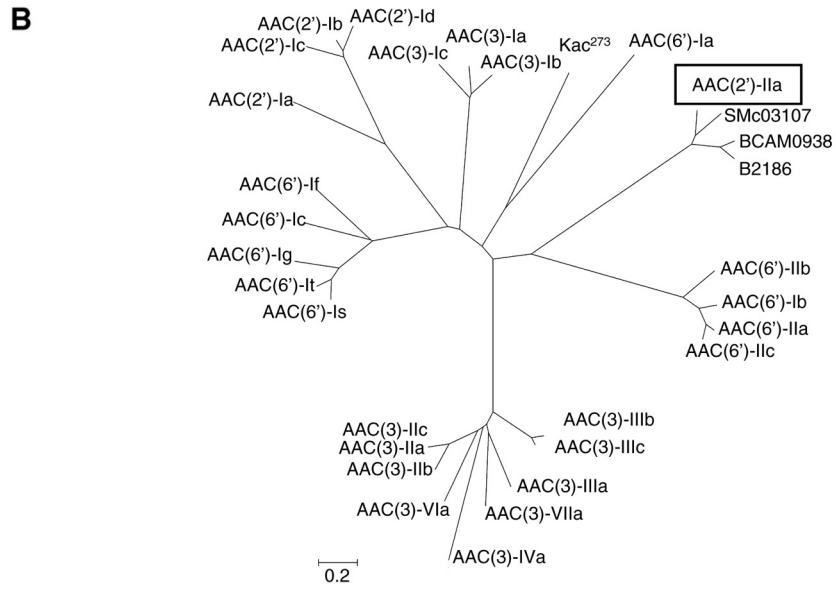 B
AAC(2’)-Ib
AAC(2’)-Id
AAC(2’)-Ic
AAC(3)-Ia
AAC(3)-Ic
AAC(3)-Ib
Kac273
AAC(6’)-Ia
AAC(2’)-IIa
AAC(2’)-Ia
SMc03107
BCAM0938
B2186
AAC(6’)-If
AAC(6’)-Ic
AAC(6’)-Ig
AAC(6’)-It
AAC(6’)-Is
AAC(6’)-IIb
AAC(6’)-Ib
AAC(6’)-IIa
AAC(6’)-IIc
AAC(3)-IIc
AAC(3)-IIa
AAC(3)-IIb
AAC(3)-IIIb
AAC(3)-IIIc
AAC(3)-IIIa
AAC(3)-VIa
AAC(3)-VIIa
AAC(3)-IVa
0.2